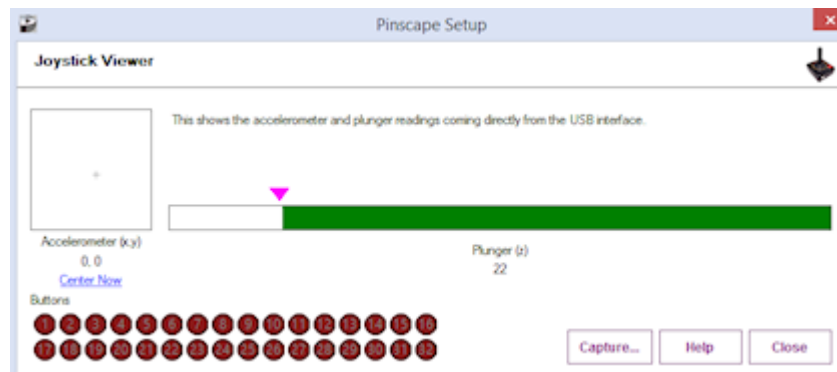 Pinscape Setup
Joystick Viewer
This shows the accelerometer and plunger readings coming directly from the USB interface.
Accelerometer (x,y)
0, 0
Center Now
Plunger (z)
22
Buttons
1 2 3 4 5 6 7 8 9 10 11 12 13 14 15 16
17 18 19 20 21 22 23 24 25 26 27 28 29 30 31 32
Capture... Help Close